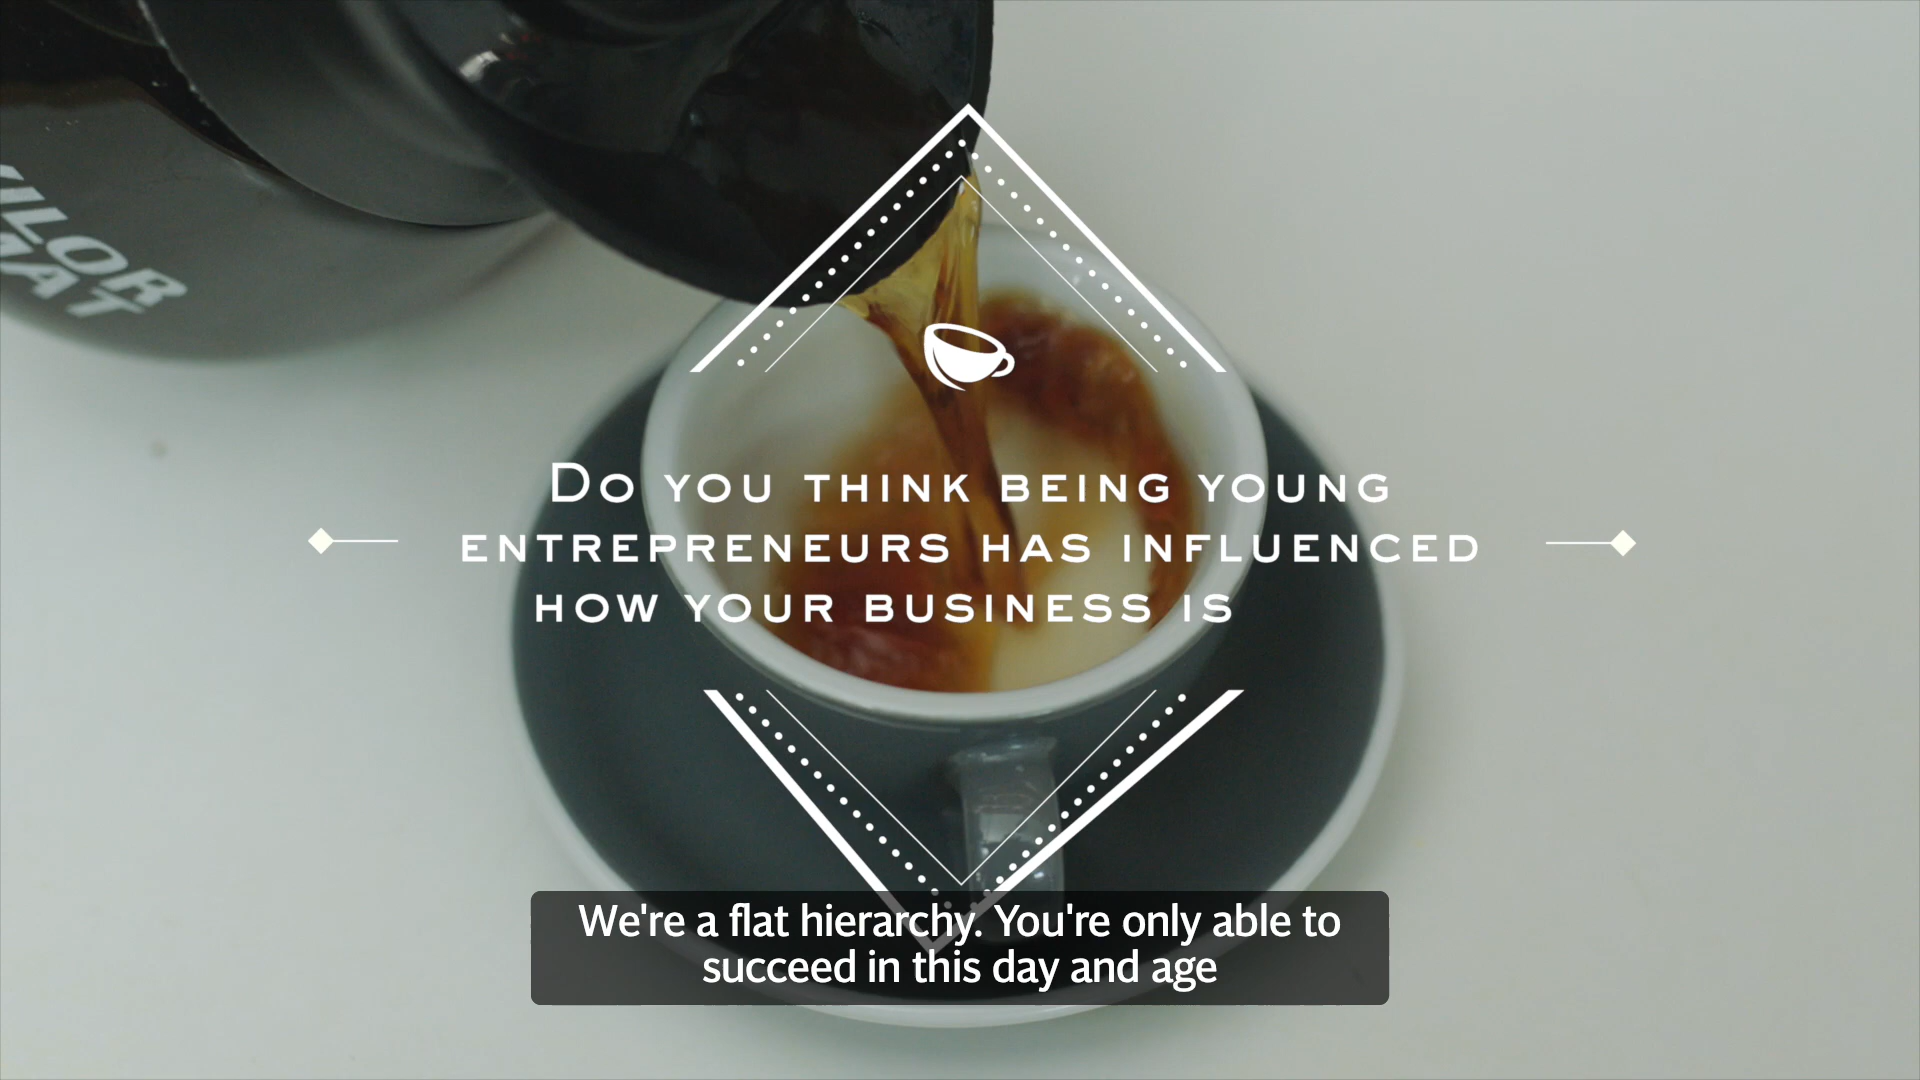 Do you think being young
entrepreneurs has influenced
how your business is
We're a flat hierarchy. You're only able to
succeed in this day and age